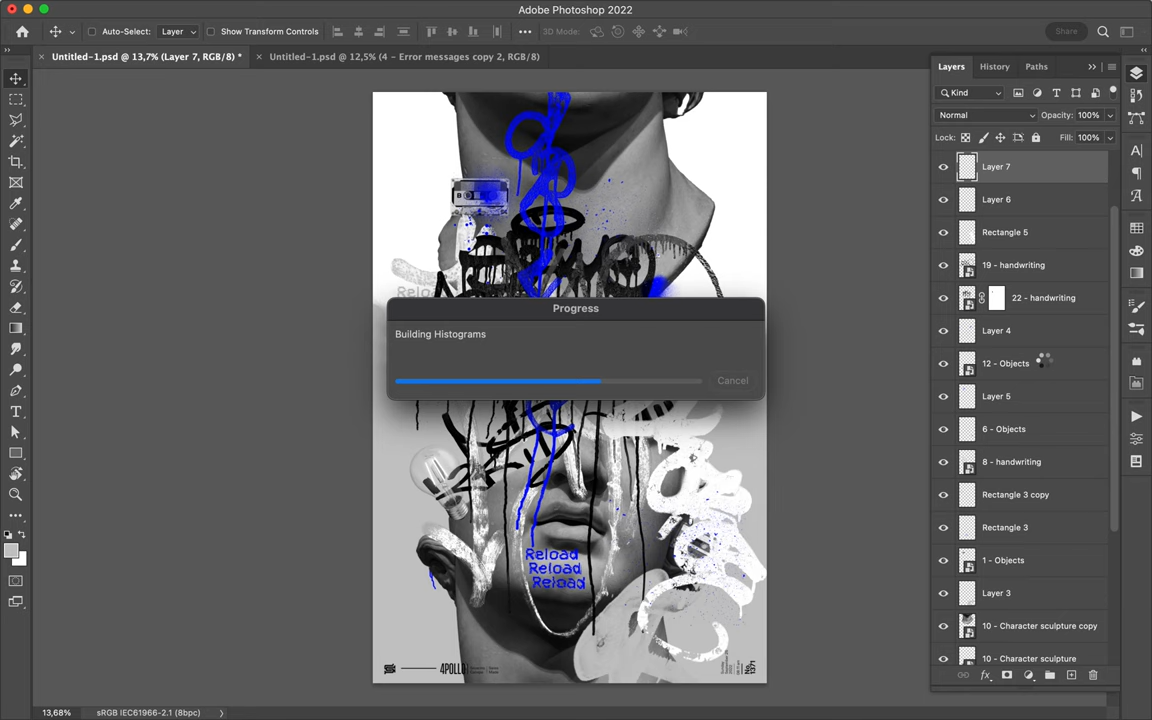 Adobe Photoshop 2022
Auto-Select: Layer Show Transform Controls 3D Mode: Share
Untitled-1.psd @ 13,7% (Layer 7, RGB/8) * Untitled-1.psd @ 12,5% (4 - Error messages copy 2, RGB/8)
Layers History Paths
Kind
Normal Opacity: 100%
Lock: Fill: 100%
Layer 7
Layer 6
Rectangle 5
19 - handwriting
22 - handwriting
Layer 4
12 - Objects
Layer 5
6 - Objects
8 - handwriting
Rectangle 3 copy
Rectangle 3
1 - Objects
Layer 3
10 - Character sculpture copy
10 - Character sculpture
Progress
Building Histograms
Cancel
Reload
Reload
Reload
4POLLO
No. 1371
13,68% sRGB IEC61966-2.1 (8bpc)